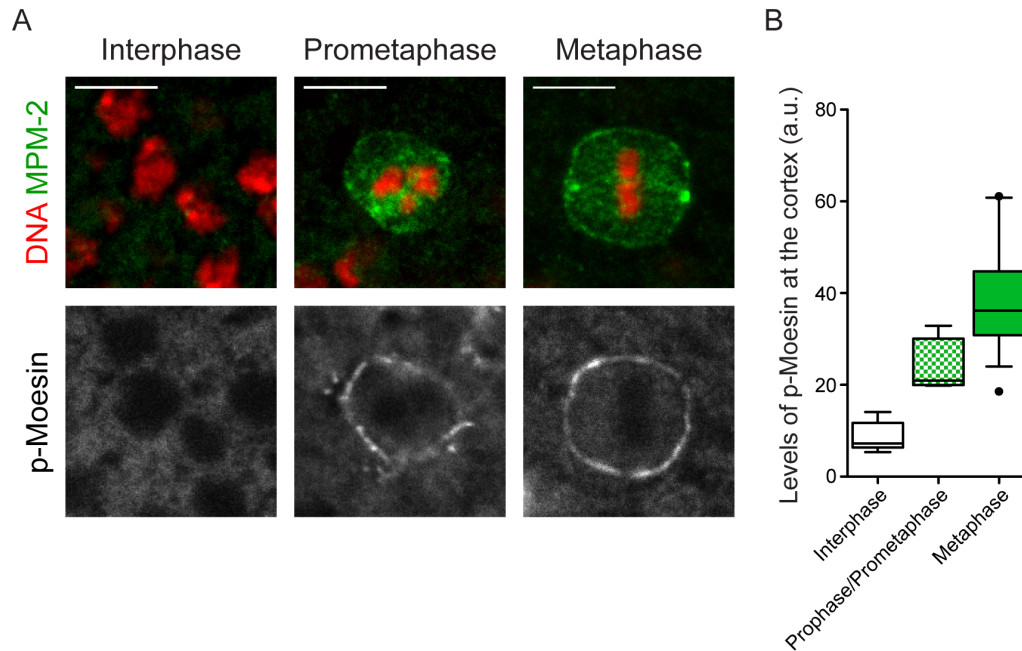 A
Interphase
Prometaphase
Metaphase
DNA MPM-2
p-Moesin
B
Levels of p-Moesin at the cortex (a.u.)
80
60
40
20
0
Interphase
Prophase/Prometaphase
Metaphase